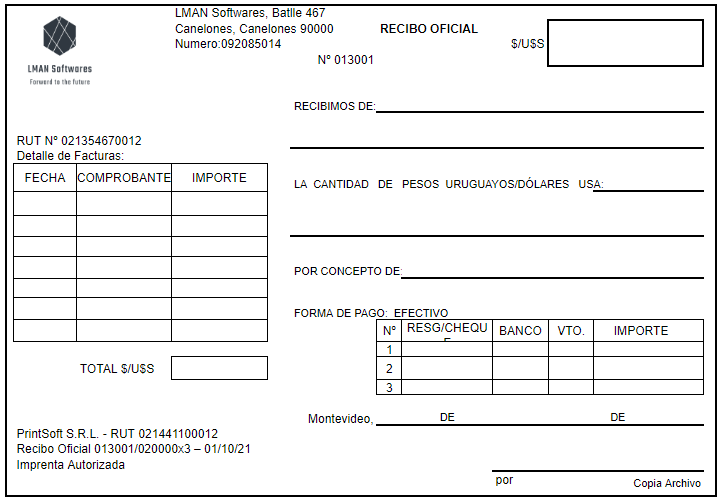 LMAN Softwares
Forward to the future
LMAN Softwares, Batlle 467
Canelones, Canelones 90000
Numero:092085014
RECIBO OFICIAL
$/U$S
Nº 013001
RECIBIMOS DE:
RUT Nº 021354670012
Detalle de Facturas:
FECHA COMPROBANTE IMPORTE
LA CANTIDAD DE PESOS URUGUAYOS/DÓLARES USA:
POR CONCEPTO DE:
FORMA DE PAGO: EFECTIVO
Nº RESG/CHEQU BANCO VTO. IMPORTE
E
1
2
3
TOTAL $/U$S
Montevideo, DE DE
PrintSoft S.R.L. - RUT 021441100012
Recibo Oficial 013001/020000x3 – 01/10/21
Imprenta Autorizada
por
Copia Archivo